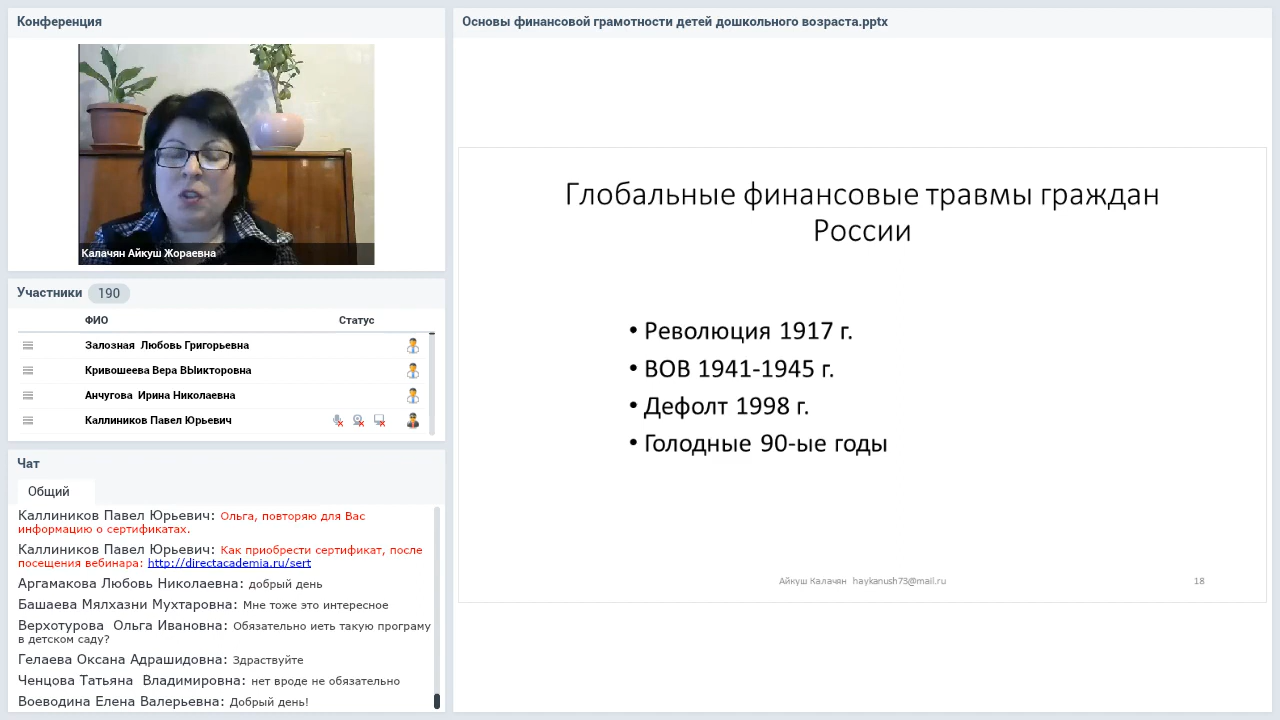 Конференция
Калачян Айкуш Жораевна
Участники 190
ФИО Статус
Залозная Любовь Григорьевна
Кривошеева Вера ВЫикторовна
Анчугова Ирина Николаевна
Каллиников Павел Юрьевич
Чат
Общий
Каллиников Павел Юрьевич: Ольга, повторяю для Вас
информацию о сертификатах.
Каллиников Павел Юрьевич: Как приобрести сертификат, после
посещения вебинара: http://directacademia.ru/sert
Аргамакова Любовь Николаевна: добрый день
Башаева Мялхазни Мухтаровна: Мне тоже это интересное
Верхотурова Ольга Ивановна: Обязательно иеть такую програму
в детском саду?
Гелаева Оксана Адрашидовна: Здраствуйте
Ченцова Татьяна Владимировна: нет вроде не обязательно
Воеводина Елена Валерьевна: Добрый день!
Основы финансовой грамотности детей дошкольного возраста.pptx
Глобальные финансовые травмы граждан
России
• Революция 1917 г.
• ВОВ 1941-1945 г.
• Дефолт 1998 г.
• Голодные 90-ые годы
Айкуш Калачян haykanush73@mail.ru
18